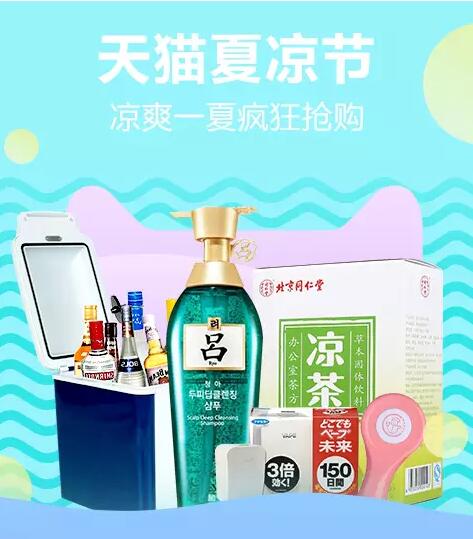 天猫夏凉节
凉爽一夏疯狂抢购
北京同仁堂
凉茶
草本固体饮料
办公室茶方
려
呂
Ryo
청아
두피딥클렌징
샴푸
Scalp Deep Cleansing
Shampoo
BOLS
VAPE
3倍
効く!
どこでも
ベープ
未来
150
日間